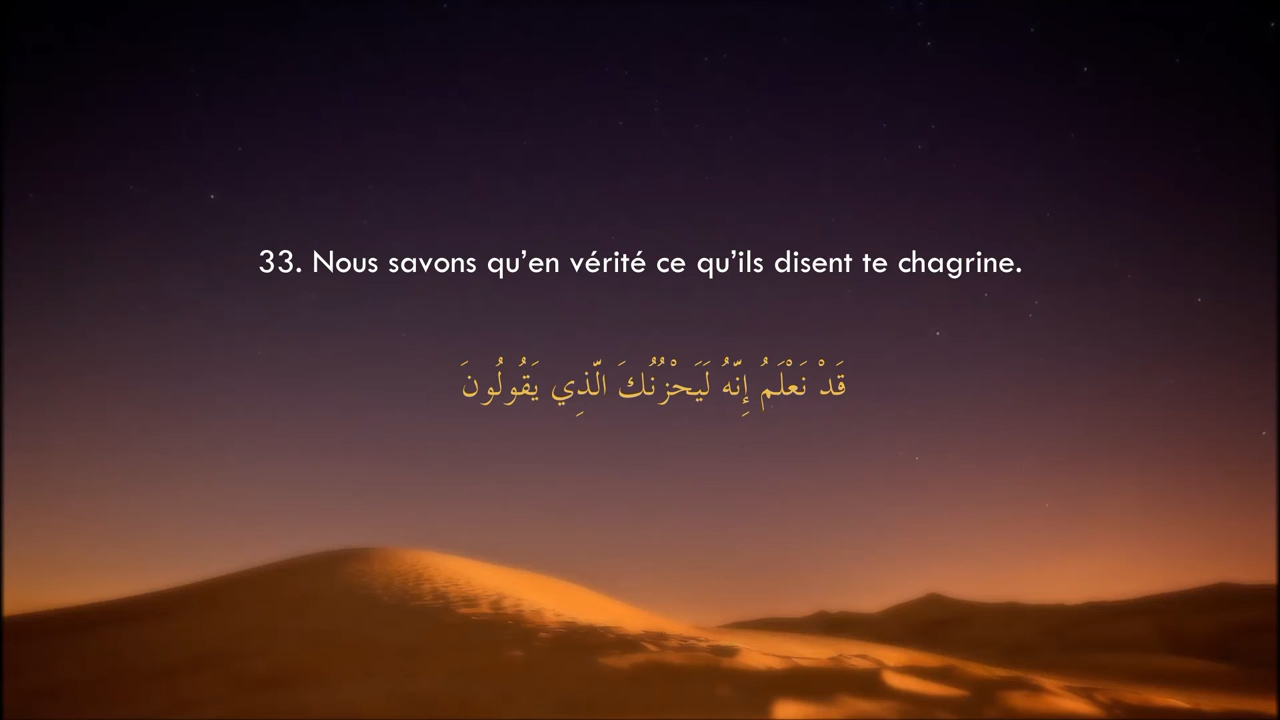 33. Nous savons qu’en vérité ce qu’ils disent te chagrine.
قَدْ نَعْلَمُ إِنَّهُ لَيَحْزُنُكَ الَّذِي يَقُولُونَ